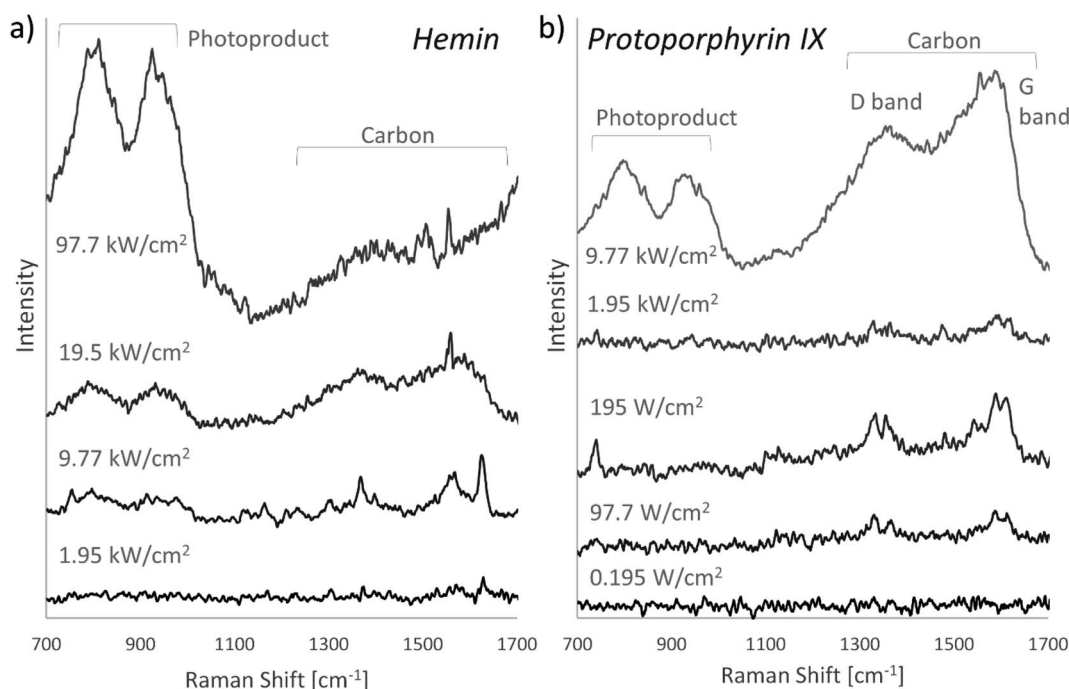 a)
Photoproduct
Hemin
Carbon
97.7 kW/cm²
19.5 kW/cm²
9.77 kW/cm²
1.95 kW/cm²
Intensity
700 900 1100 1300 1500 1700
Raman Shift [cm⁻¹]
b)
Protoporphyrin IX
Carbon
D band
G
band
Photoproduct
9.77 kW/cm²
1.95 kW/cm²
195 W/cm²
97.7 W/cm²
0.195 W/cm²
Intensity
700 900 1100 1300 1500 1700
Raman Shift [cm⁻¹]